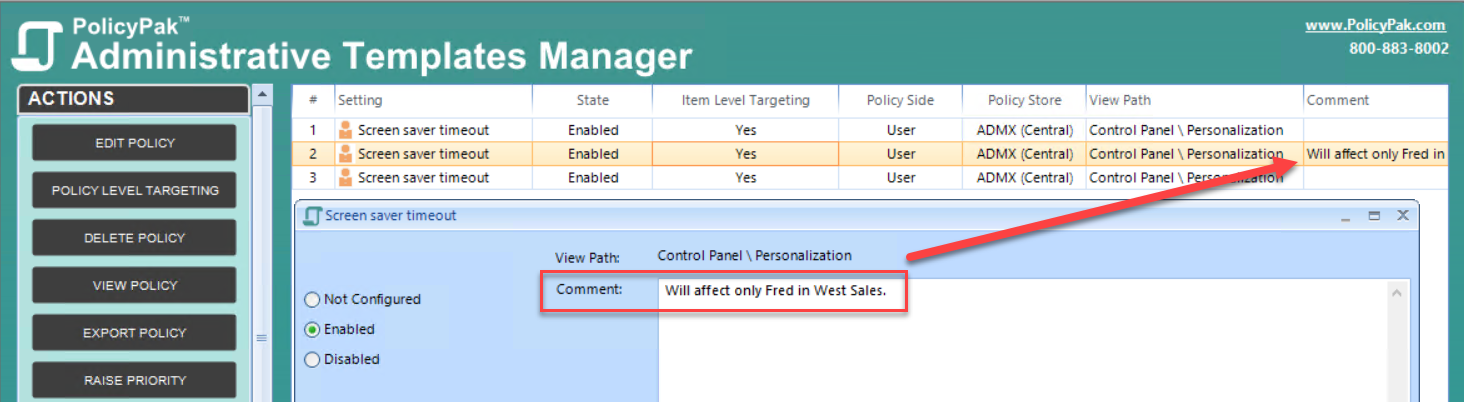 PolicyPak™
Administrative Templates Manager
www.PolicyPak.com
800-883-8002
ACTIONS
EDIT POLICY
POLICY LEVEL TARGETING
DELETE POLICY
VIEW POLICY
EXPORT POLICY
RAISE PRIORITY
# Setting State Item Level Targeting Policy Side Policy Store View Path Comment
1 Screen saver timeout Enabled Yes User ADMX (Central) Control Panel \ Personalization
2 Screen saver timeout Enabled Yes User ADMX (Central) Control Panel \ Personalization Will affect only Fred in
3 Screen saver timeout Enabled Yes User ADMX (Central) Control Panel \ Personalization
Screen saver timeout
View Path: Control Panel \ Personalization
Comment: Will affect only Fred in West Sales.
Not Configured
Enabled
Disabled